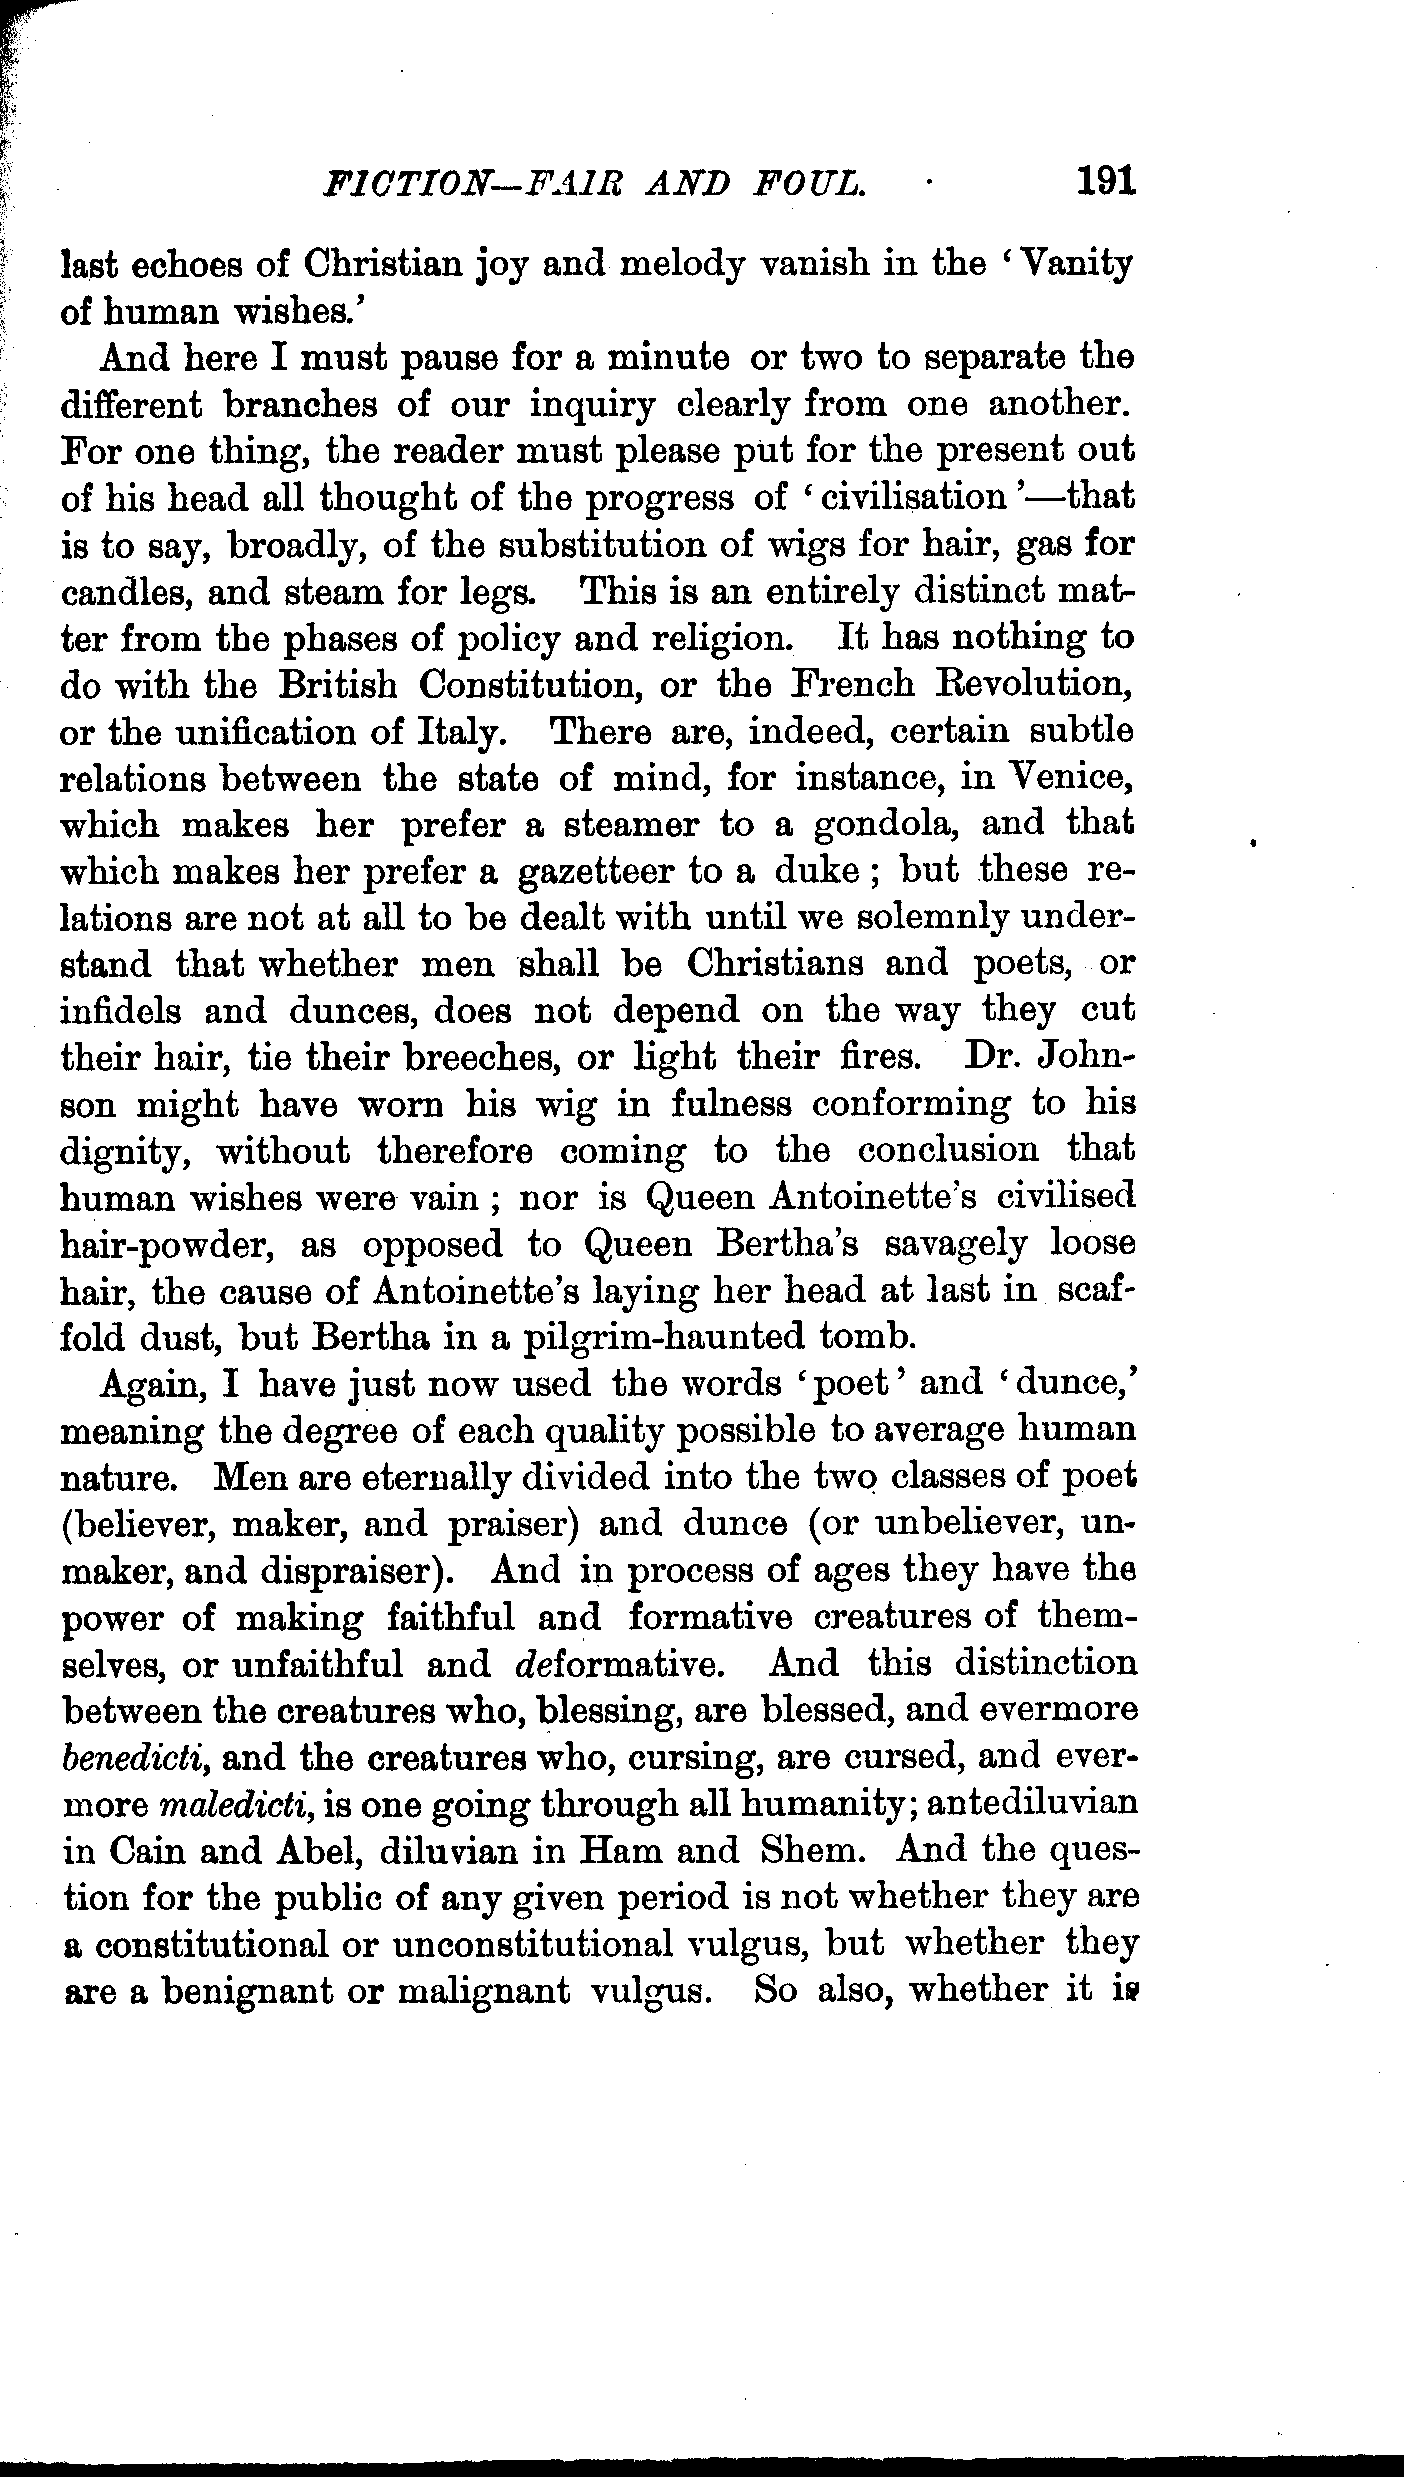 FICTION—FAIR AND FOUL. 191
last echoes of Christian joy and melody vanish in the ‘Vanity
of human wishes.’
And here I must pause for a minute or two to separate the
different branches of our inquiry clearly from one another.
For one thing, the reader must please put for the present out
of his head all thought of the progress of ‘civilisation’—that
is to say, broadly, of the substitution of wigs for hair, gas for
candles, and steam for legs. This is an entirely distinct mat-
ter from the phases of policy and religion. It has nothing to
do with the British Constitution, or the French Revolution,
or the unification of Italy. There are, indeed, certain subtle
relations between the state of mind, for instance, in Venice,
which makes her prefer a steamer to a gondola, and that
which makes her prefer a gazetteer to a duke; but these re-
lations are not at all to be dealt with until we solemnly under-
stand that whether men shall be Christians and poets, or
infidels and dunces, does not depend on the way they cut
their hair, tie their breeches, or light their fires. Dr. John-
son might have worn his wig in fulness conforming to his
dignity, without therefore coming to the conclusion that
human wishes were vain; nor is Queen Antoinette's civilised
hair-powder, as opposed to Queen Bertha's savagely loose
hair, the cause of Antoinette's laying her head at last in scaf-
fold dust, but Bertha in a pilgrim-haunted tomb.
Again, I have just now used the words ‘poet’ and ‘dunce,’
meaning the degree of each quality possible to average human
nature. Men are eternally divided into the two classes of poet
(believer, maker, and praiser) and dunce (or unbeliever, un-
maker, and dispraiser). And in process of ages they have the
power of making faithful and formative creatures of them-
selves, or unfaithful and deformative. And this distinction
between the creatures who, blessing, are blessed, and evermore
benedicti, and the creatures who, cursing, are cursed, and ever-
more maledicti, is one going through all humanity; antediluvian
in Cain and Abel, diluvian in Ham and Shem. And the ques-
tion for the public of any given period is not whether they are
a constitutional or unconstitutional vulgus, but whether they
are a benignant or malignant vulgus. So also, whether it is